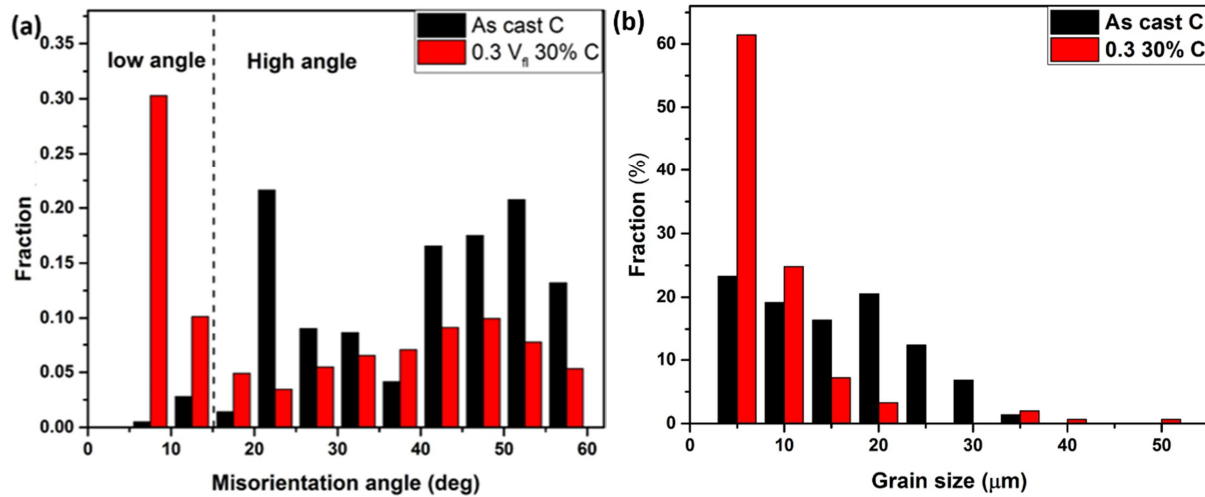 (a)
As cast C
0.3 Vfl 30% C
low angle
High angle
0.35
0.30
0.25
0.20
0.15
0.10
0.05
0.00
Fraction
0 10 20 30 40 50 60
Misorientation angle (deg)
(b)
As cast C
0.3 30% C
60
50
40
30
20
10
0
Fraction (%)
0 10 20 30 40 50
Grain size (μm)